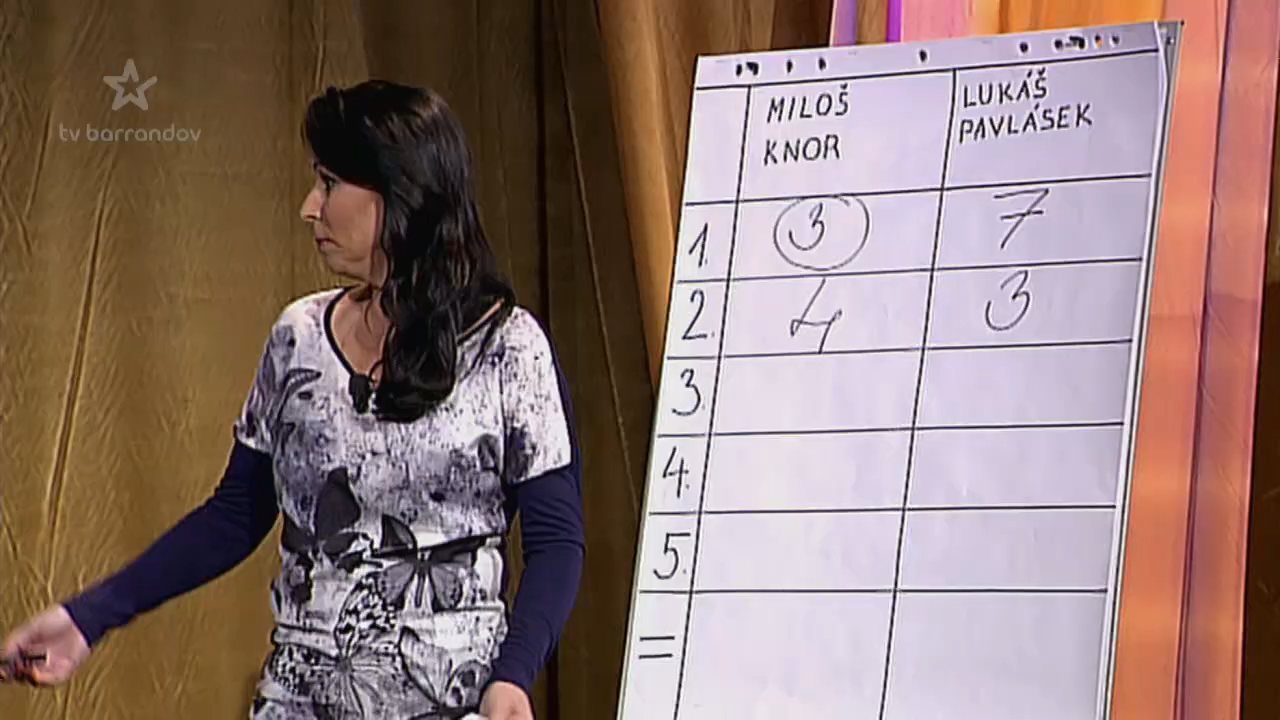 tv barrandov
MILOŠ
KNOR
LUKÁŠ
PAVLÁSEK
1. 3 7
2. 4 3
3.
4.
5.
=